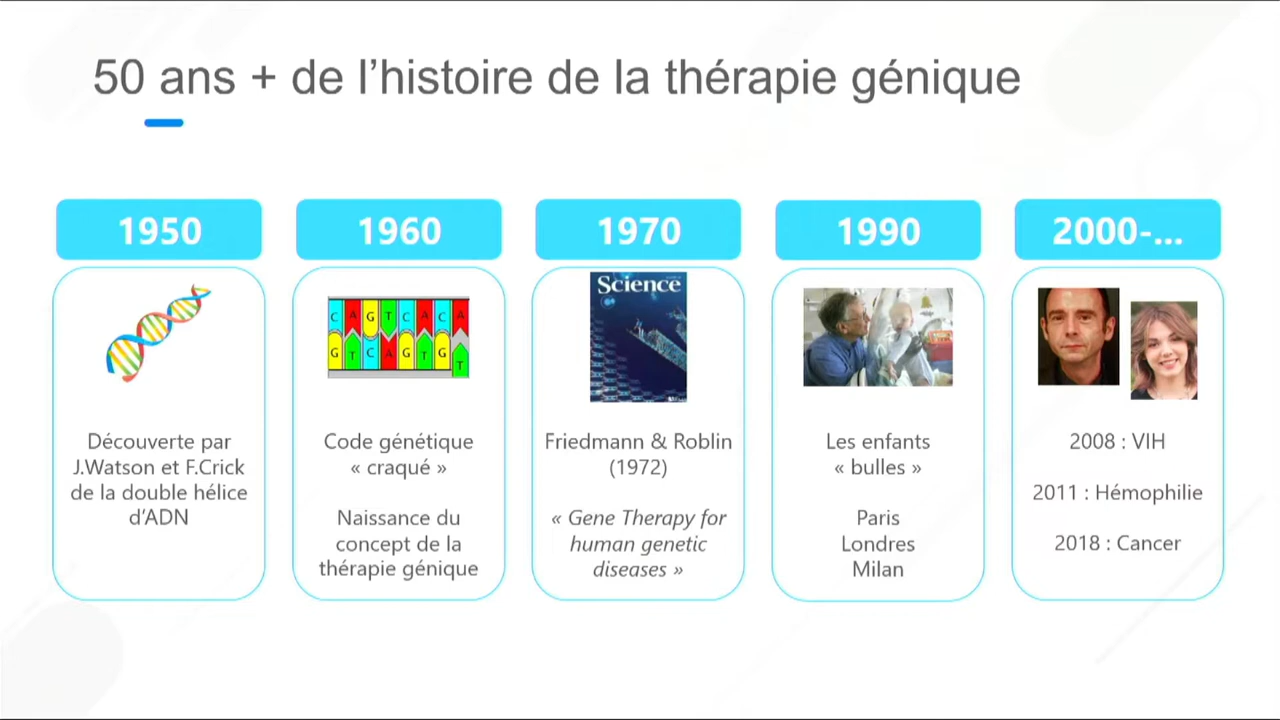 50 ans + de l’histoire de la thérapie génique
1950
Découverte par
J.Watson et F.Crick
de la double hélice
d’ADN
1960
C A G T C A C A
G T C A G T G T
Code génétique
« craqué »
Naissance du
concept de la
thérapie génique
1970
Science
Friedmann & Roblin
(1972)
« Gene Therapy for
human genetic
diseases »
1990
Les enfants
« bulles »
Paris
Londres
Milan
2000-...
2008 : VIH
2011 : Hémophilie
2018 : Cancer